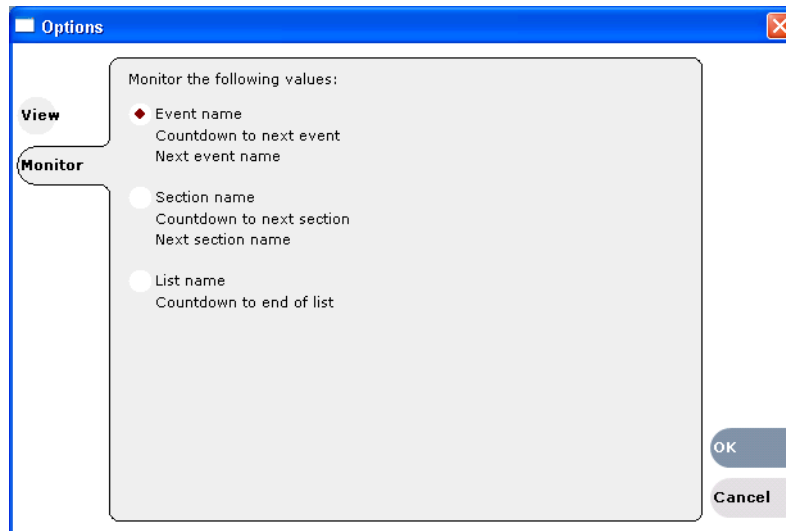 Options
View
Monitor
Monitor the following values:
Event name
Countdown to next event
Next event name
Section name
Countdown to next section
Next section name
List name
Countdown to end of list
OK
Cancel